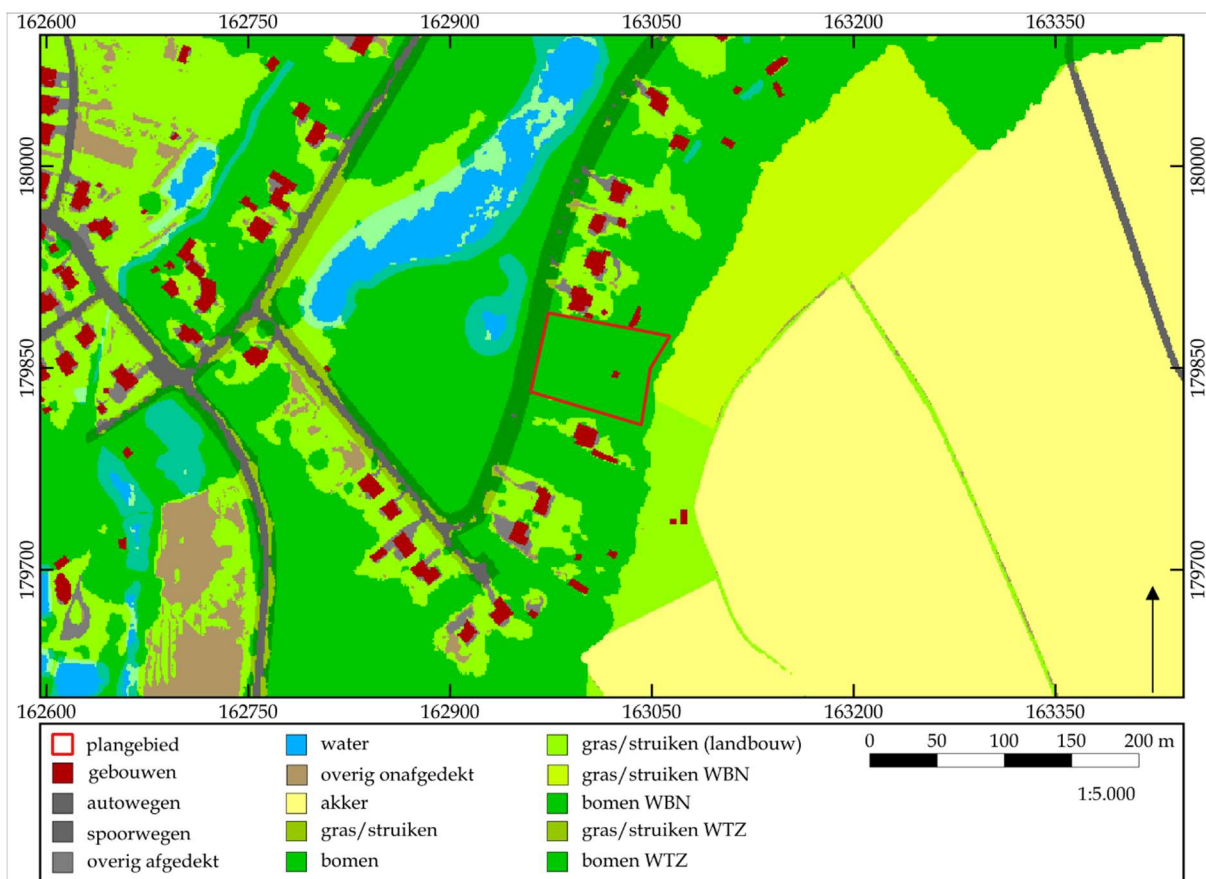 162600 162750 162900 163050 163200 163350
180000 180000
179850 179850
179700 179700
162600 162750 162900 163050 163200 163350
plangebied
gebouwen
autowegen
spoorwegen
overig afgedekt
water
overig onafgedekt
akker
gras/struiken
bomen
gras/struiken (landbouw)
gras/struiken WBN
bomen WBN
gras/struiken WTZ
bomen WTZ
0 50 100 150 200 m
1:5.000